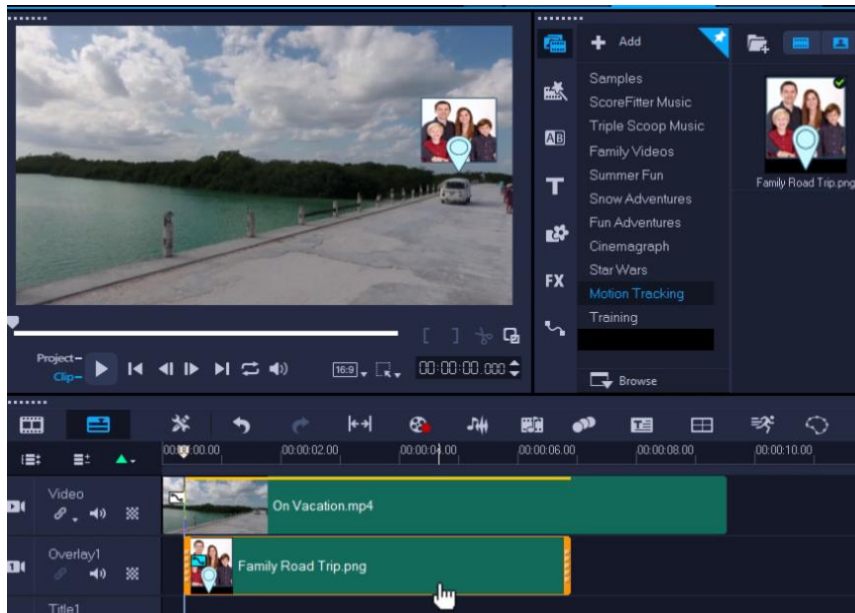 Add
Samples
ScoreFitter Music
Triple Scoop Music
Family Videos
Summer Fun
Snow Adventures
Fun Adventures
Cinemagraph
Star Wars
Motion Tracking
Training
Browse
Family Road Trip.png
FX
Project-
Clip-
16:9
00:00:00.000
00:00:00.00
00:00:02.00
00:00:04.00
00:00:06.00
00:00:08.00
00:00:10.00
Video
On Vacation.mp4
Overlay1
Family Road Trip.png
Title1